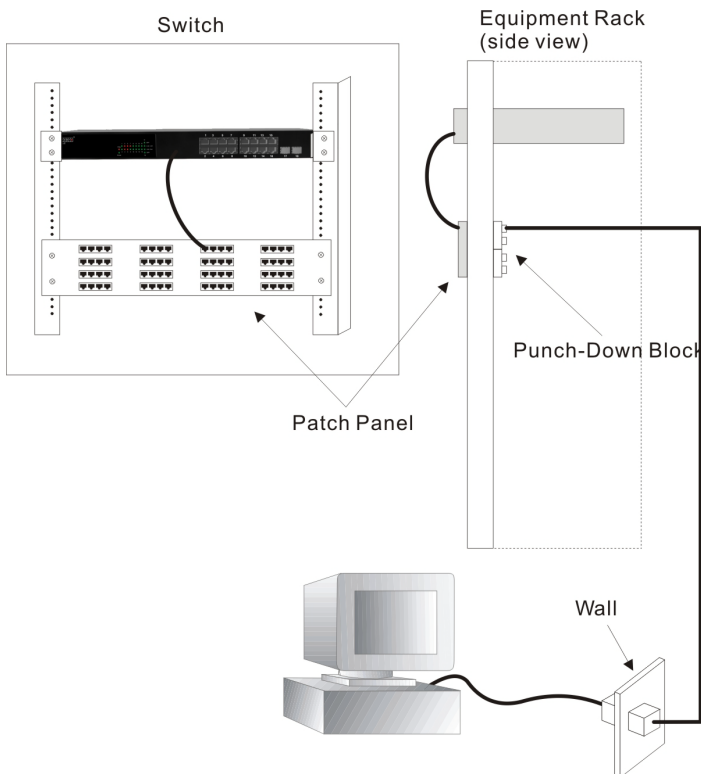 Switch
Equipment Rack
(side view)
Punch-Down Block
Patch Panel
Wall